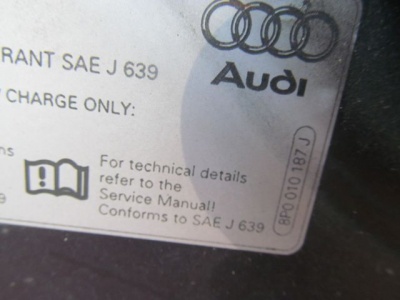 RANT SAE J 639
Audi
CHARGE ONLY:
ns
For technical details
refer to the
Service Manual!
Conforms to SAE J 639
8P0 010 187 J